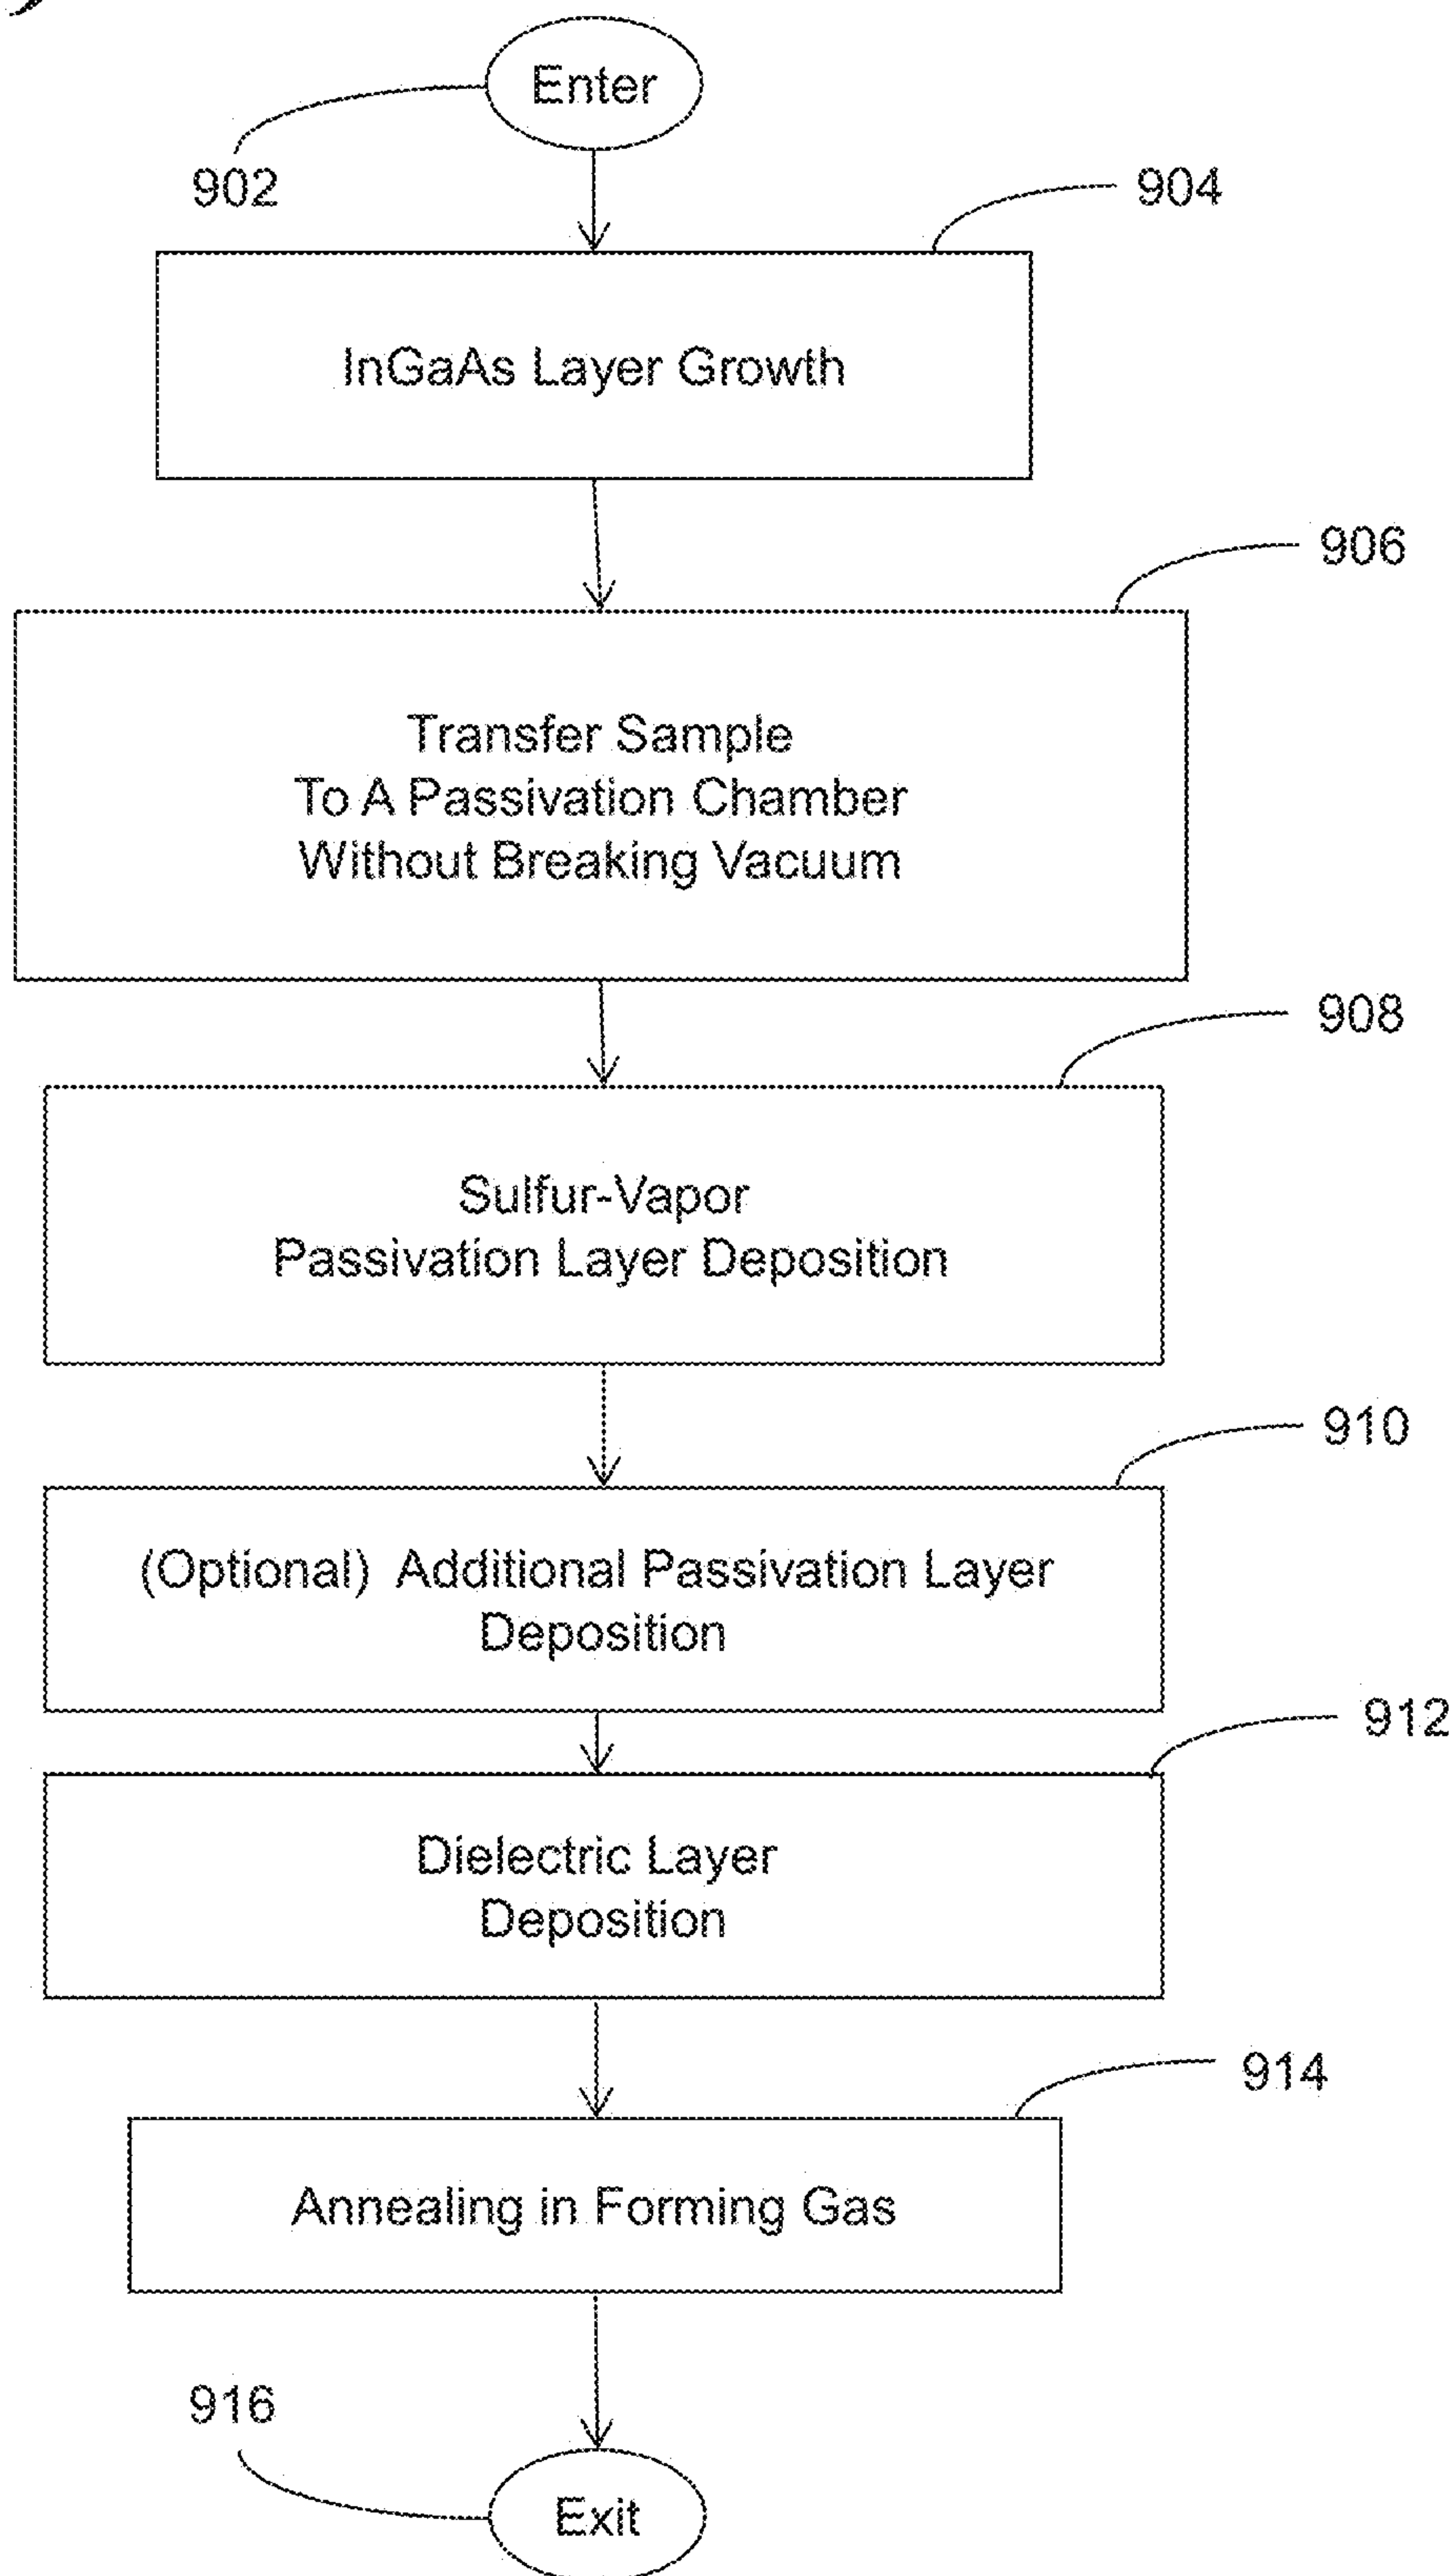 Enter
902
904
InGaAs Layer Growth
906
Transfer Sample
To A Passivation Chamber
Without Breaking Vacuum
908
Sulfur-Vapor
Passivation Layer Deposition
910
(Optional) Additional Passivation Layer
Deposition
912
Dielectric Layer
Deposition
914
Annealing in Forming Gas
916
Exit